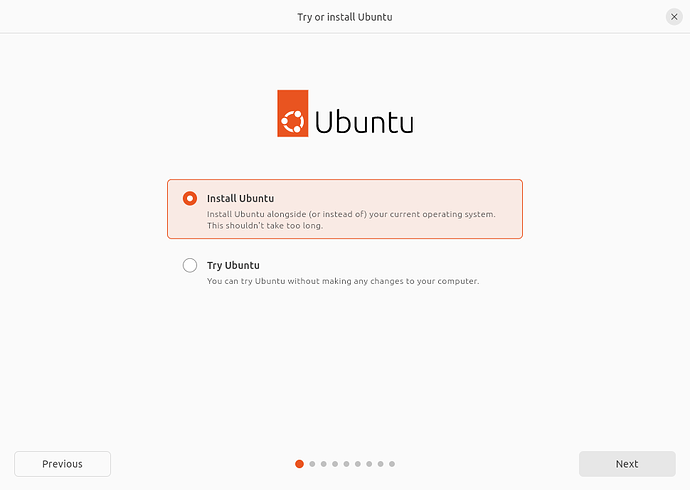 Try or install Ubuntu
Ubuntu
Install Ubuntu
Install Ubuntu alongside (or instead of) your current operating system.
This shouldn't take too long.
Try Ubuntu
You can try Ubuntu without making any changes to your computer.
Previous
Next